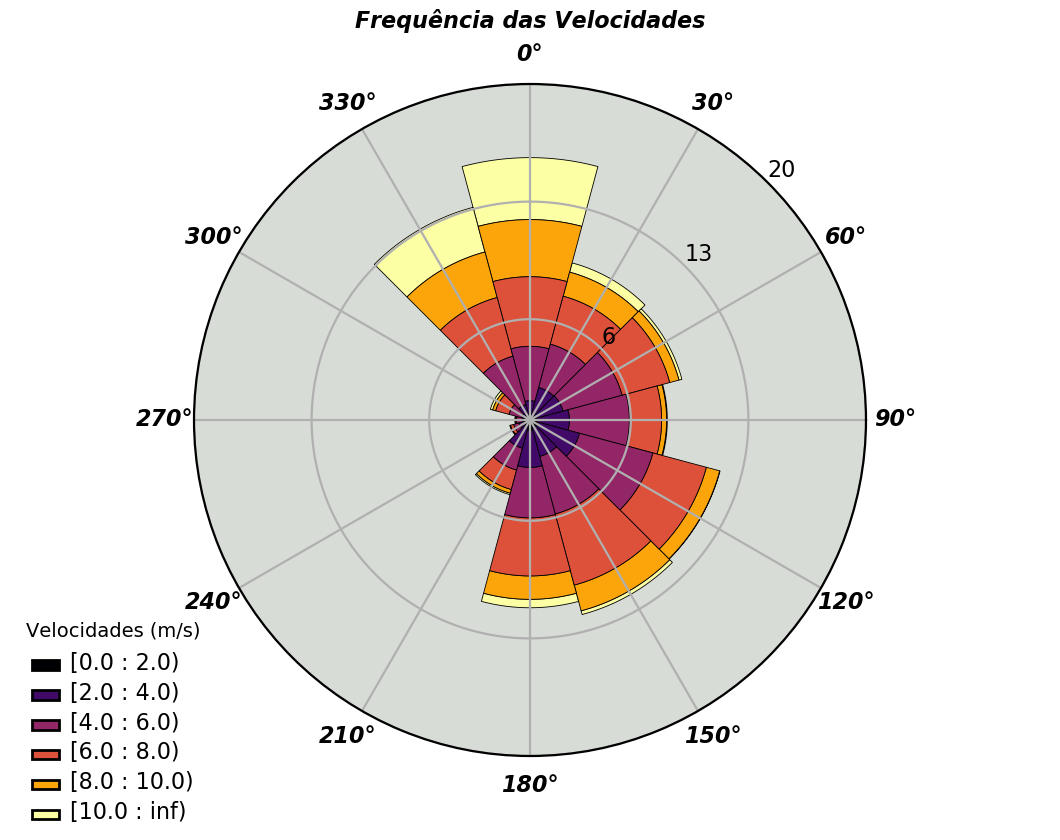 Frequência das Velocidades
0°
330°
30°
20
300°
60°
13
6
270°
90°
240°
120°
Velocidades (m/s)
[0.0 : 2.0)
[2.0 : 4.0)
[4.0 : 6.0)
210°
150°
[6.0 : 8.0)
180°
[8.0 : 10.0)
[10.0 : inf)